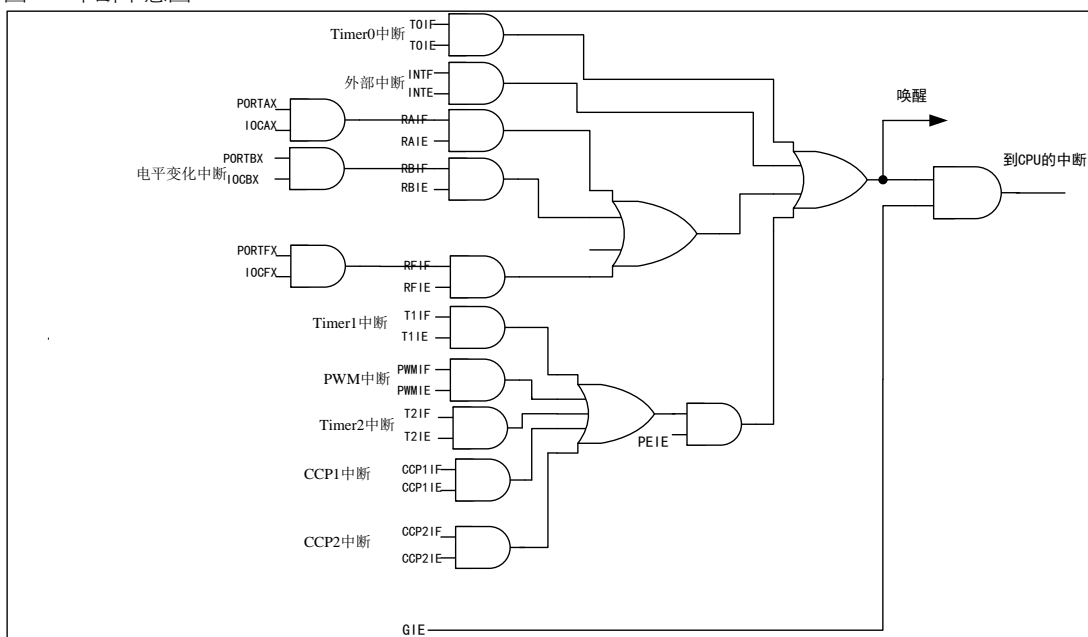 Timer0中断
T0IF
T0IE
外部中断
INTF
INTE
唤醒
PORTAX
IOCAX
RAIF
RAIE
到CPU的中断
电平变化中断
PORTBX
IOCBX
RBIF
RBIE
PORTFX
IOCFX
RFIF
RFIE
Timer1中断
T1IF
T1IE
PWM中断
PWMIF
PWMIE
Timer2中断
T2IF
T2IE
PEIE
CCP1中断
CCP1IF
CCP1IE
CCP2中断
CCP2IF
CCP2IE
GIE